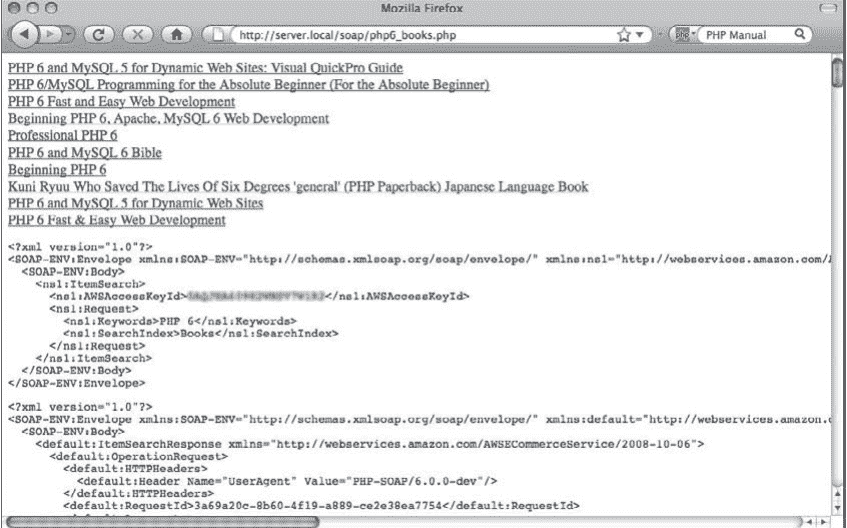 Mozilla Firefox
http://server.local/soap/php6_books.php
php
PHP Manual
PHP 6 and MySQL 5 for Dynamic Web Sites: Visual QuickPro Guide
PHP 6/MySQL Programming for the Absolute Beginner (For the Absolute Beginner)
PHP 6 Fast and Easy Web Development
Beginning PHP 6, Apache, MySQL 6 Web Development
Professional PHP 6
PHP 6 and MySQL 6 Bible
Beginning PHP 6
Kuni Ryuu Who Saved The Lives Of Six Degrees 'general' (PHP Paperback) Japanese Language Book
PHP 6 and MySQL 5 for Dynamic Web Sites
PHP 6 Fast & Easy Web Development
<?xml version="1.0"?>
<SOAP-ENV:Envelope xmlns:SOAP-ENV="http://schemas.xmlsoap.org/soap/envelope/" xmlns:ns1="http://webservices.amazon.com/
<SOAP-ENV:Body>
<ns1:ItemSearch>
<ns1:AWSAccessKeyId></ns1:AWSAccessKeyId>
<ns1:Request>
<ns1:Keywords>PHP 6</ns1:Keywords>
<ns1:SearchIndex>Books</ns1:SearchIndex>
</ns1:Request>
</ns1:ItemSearch>
</SOAP-ENV:Body>
</SOAP-ENV:Envelope>
<?xml version="1.0"?>
<SOAP-ENV:Envelope xmlns:SOAP-ENV="http://schemas.xmlsoap.org/soap/envelope/" xmlns:default="http://webservices.amazon.
<SOAP-ENV:Body>
<default:ItemSearchResponse xmlns="http://webservices.amazon.com/AWSECommerceService/2008-10-06">
<default:OperationRequest>
<default:HTTPHeaders>
<default:Header Name="UserAgent" Value="PHP-SOAP/6.0.0-dev"/>
</default:HTTPHeaders>
<default:RequestId>3a69a20c-8b60-4f19-a889-ce2e38ea7754</default:RequestId>